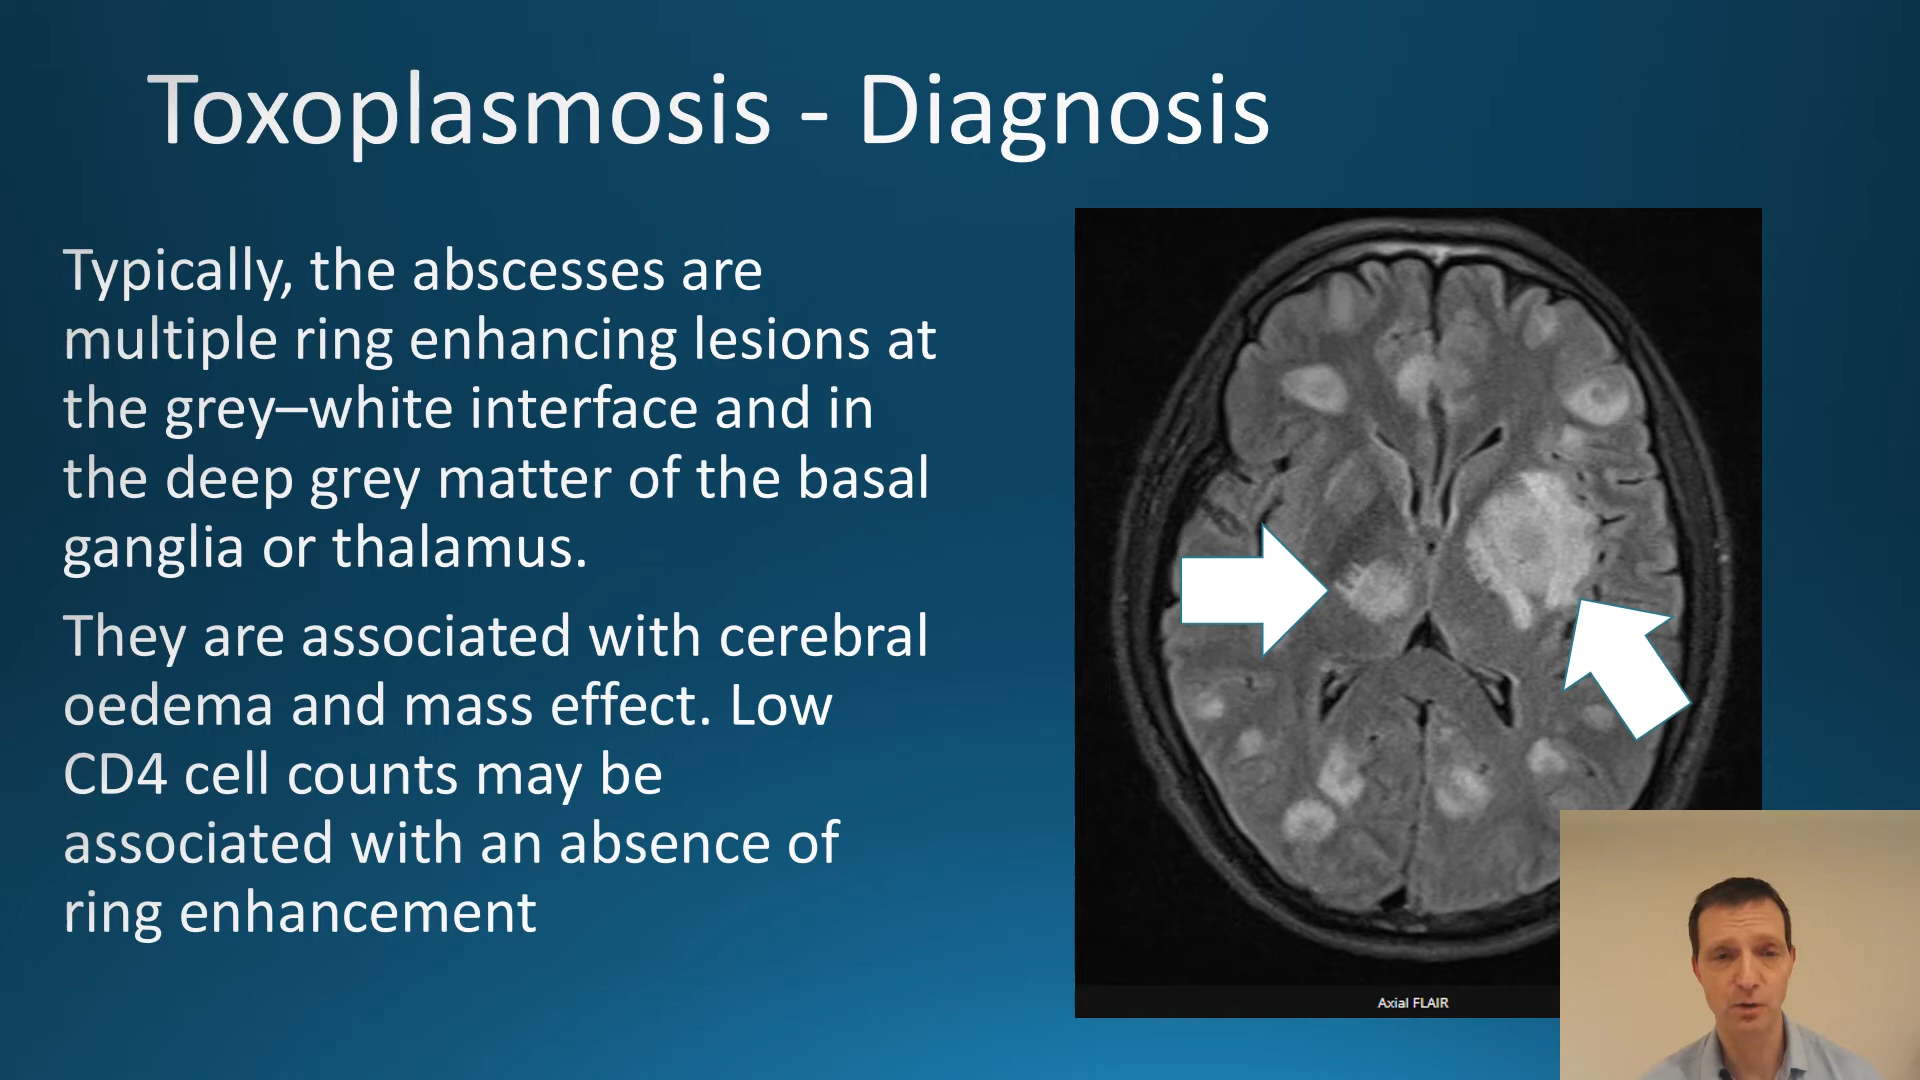 Toxoplasmosis - Diagnosis
Typically, the abscesses are
multiple ring enhancing lesions at
the grey–white interface and in
the deep grey matter of the basal
ganglia or thalamus.
They are associated with cerebral
oedema and mass effect. Low
CD4 cell counts may be
associated with an absence of
ring enhancement
Axial FLAIR